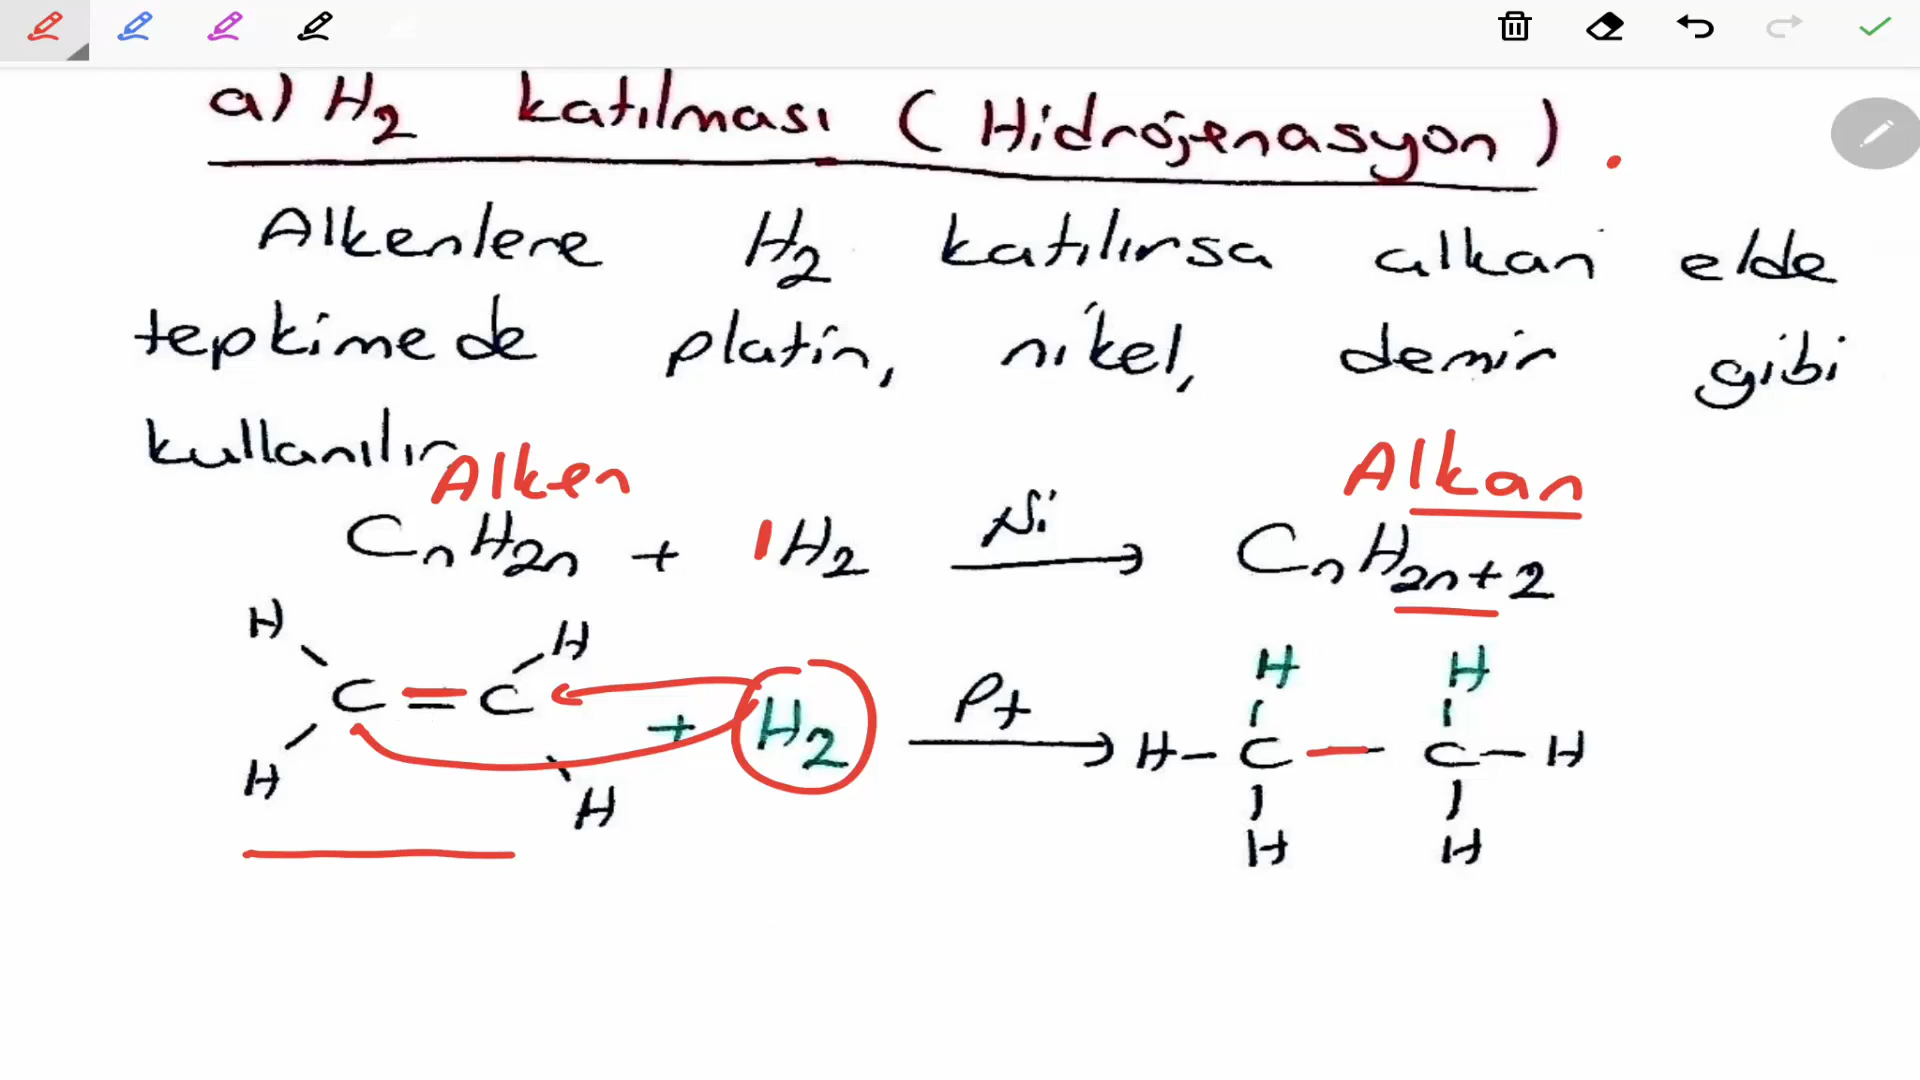 a) H₂ katılması (Hidrojenasyon).
Alkenlere H₂ katılırsa alkan elde
tepkimede platin, nikel, demir gibi
kullanılır
Alken Alkan
CₙH₂ₙ + 1H₂ Ni → CₙH₂ₙ₊₂
H H H H
C = C + H₂ Pt → H - C - C - H
H H H H